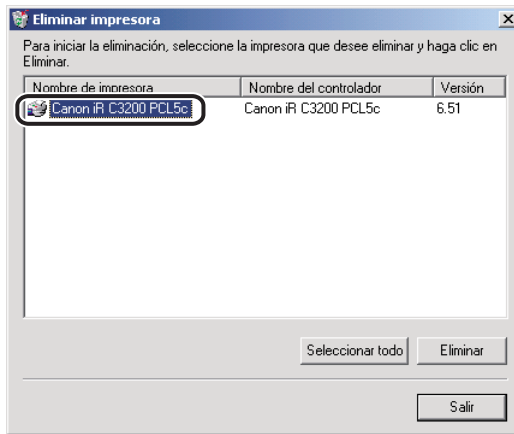 Eliminar impresora
Para iniciar la eliminación, seleccione la impresora que desee eliminar y haga clic en
Eliminar.
Nombre de impresora Nombre del controlador Versión
Canon iR C3200 PCL5c Canon iR C3200 PCL5c 6.51
Seleccionar todo Eliminar
Salir